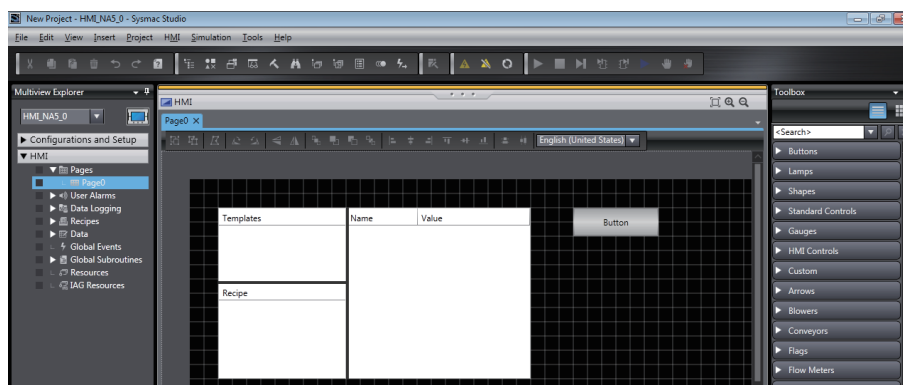 New Project - HMI_NA5_0 - Sysmac Studio
File Edit View Insert Project HMI Simulation Tools Help
Multiview Explorer
HMI_NA5_0
Configurations and Setup
HMI
Pages
Page0
User Alarms
Data Logging
Recipes
Data
Global Events
Global Subroutines
Resources
IAG Resources
HMI
Page0
English (United States)
Templates
Name Value
Button
Recipe
Toolbox
<Search>
Buttons
Lamps
Shapes
Standard Controls
Gauges
HMI Controls
Custom
Arrows
Blowers
Conveyors
Flags
Flow Meters